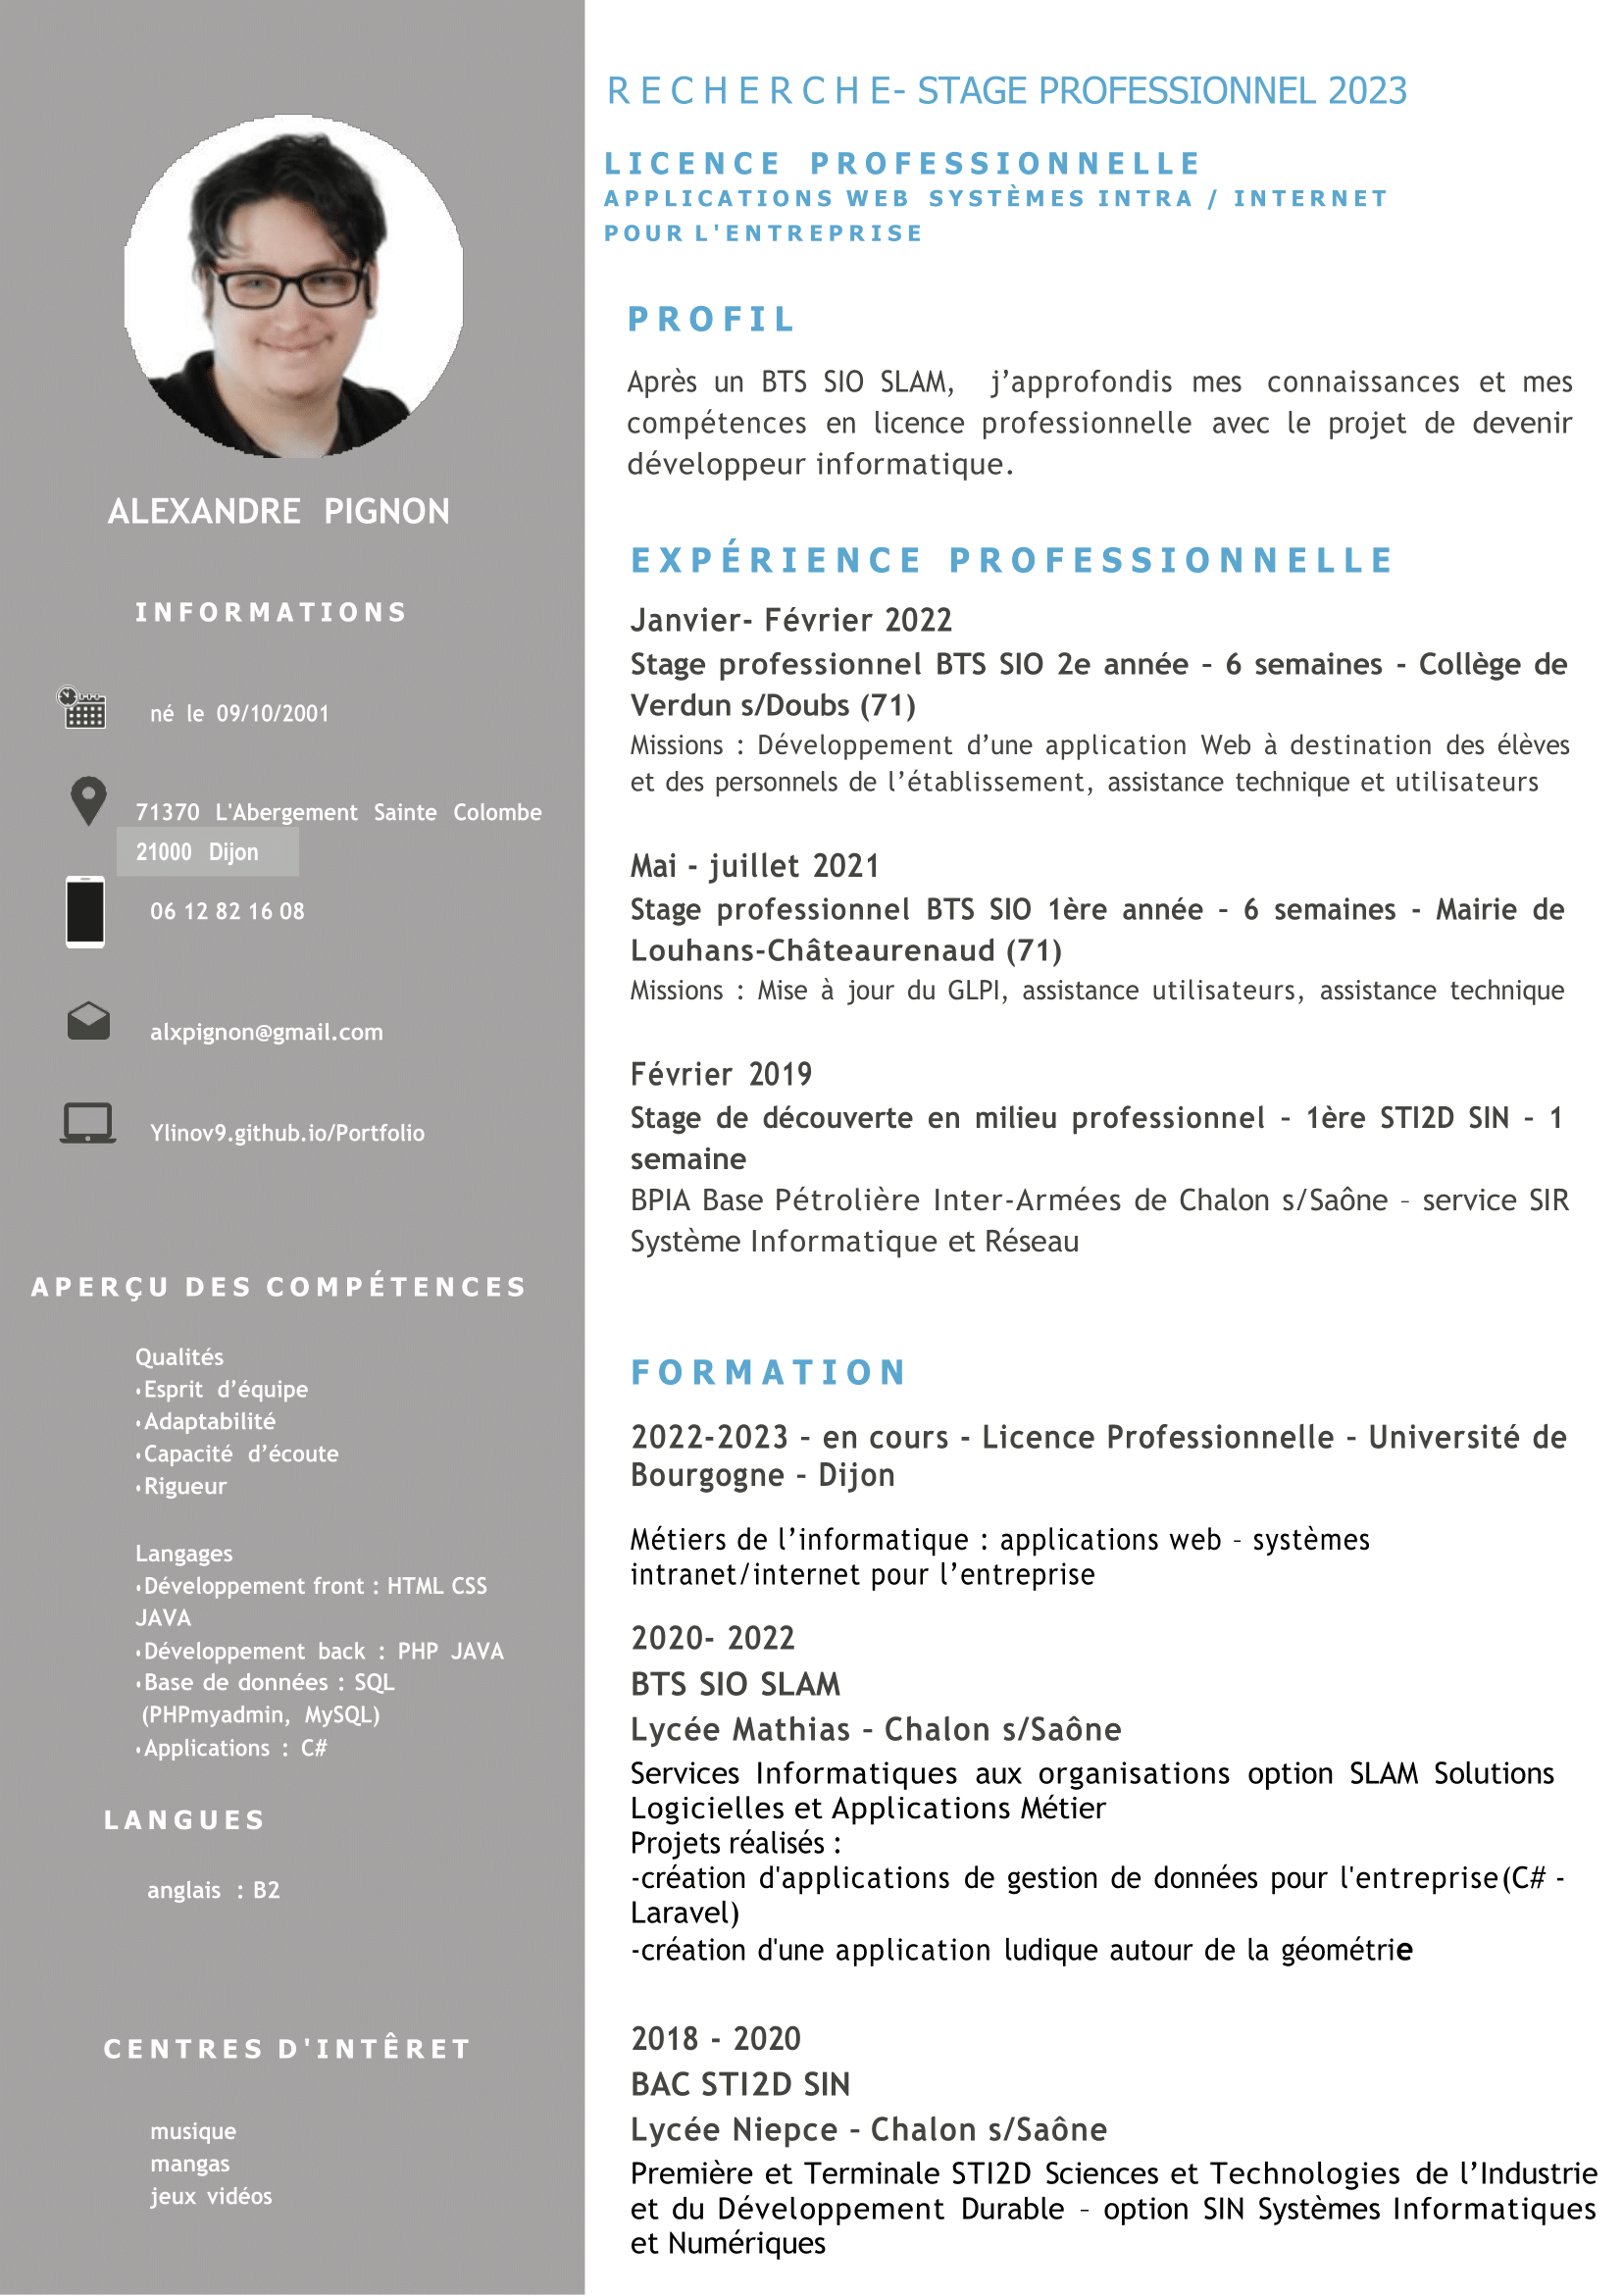 ALEXANDRE PIGNON
INFORMATIONS
né le 09/10/2001
71370 L'Abergement Sainte Colombe
21000 Dijon
06 12 82 16 08
alxpignon@gmail.com
Ylinov9.github.io/Portfolio
APERÇU DES COMPÉTENCES
Qualités
•Esprit d’équipe
•Adaptabilité
•Capacité d’écoute
•Rigueur
Langages
•Développement front : HTML CSS
JAVA
•Développement back : PHP JAVA
•Base de données : SQL
(PHPmyadmin, MySQL)
•Applications : C#
LANGUES
anglais : B2
CENTRES D'INTÊRET
musique
mangas
jeux vidéos
RECHERCHE- STAGE PROFESSIONNEL 2023
LICENCE PROFESSIONNELLE
APPLICATIONS WEB SYSTÈMES INTRA / INTERNET
POUR L'ENTREPRISE
PROFIL
Après un BTS SIO SLAM, j’approfondis mes connaissances et mes
compétences en licence professionnelle avec le projet de devenir
développeur informatique.
EXPÉRIENCE PROFESSIONNELLE
Janvier- Février 2022
Stage professionnel BTS SIO 2e année – 6 semaines - Collège de
Verdun s/Doubs (71)
Missions : Développement d’une application Web à destination des élèves
et des personnels de l’établissement, assistance technique et utilisateurs
Mai - juillet 2021
Stage professionnel BTS SIO 1ère année – 6 semaines - Mairie de
Louhans-Châteaurenaud (71)
Missions : Mise à jour du GLPI, assistance utilisateurs, assistance technique
Février 2019
Stage de découverte en milieu professionnel – 1ère STI2D SIN – 1
semaine
BPIA Base Pétrolière Inter-Armées de Chalon s/Saône – service SIR
Système Informatique et Réseau
FORMATION
2022-2023 – en cours - Licence Professionnelle – Université de
Bourgogne – Dijon
Métiers de l’informatique : applications web – systèmes
intranet/internet pour l’entreprise
2020- 2022
BTS SIO SLAM
Lycée Mathias – Chalon s/Saône
Services Informatiques aux organisations option SLAM Solutions
Logicielles et Applications Métier
Projets réalisés :
-création d'applications de gestion de données pour l'entreprise(C# -
Laravel)
-création d'une application ludique autour de la géométrie
2018 - 2020
BAC STI2D SIN
Lycée Niepce – Chalon s/Saône
Première et Terminale STI2D Sciences et Technologies de l’Industrie
et du Développement Durable – option SIN Systèmes Informatiques
et Numériques